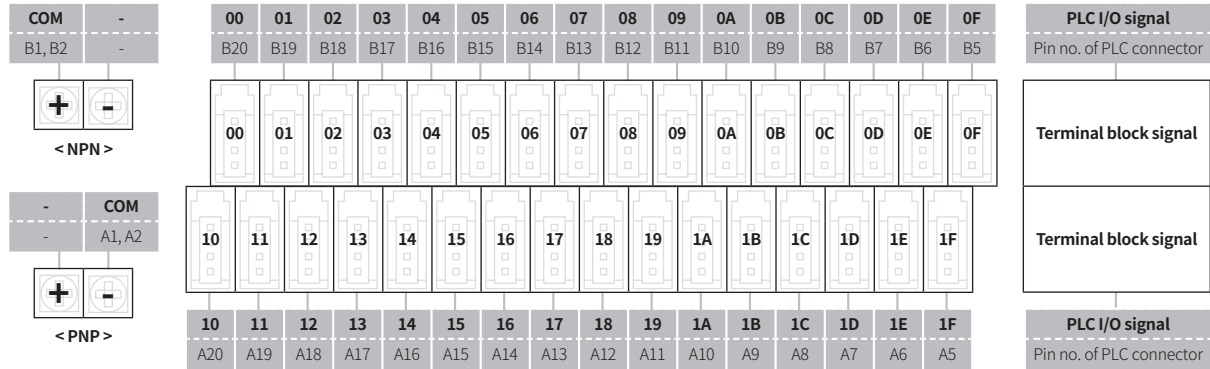 COM -
B1, B2 -
+ -
< NPN >
- COM
- A1, A2
+ -
< PNP >
00 01 02 03 04 05 06 07 08 09 0A 0B 0C 0D 0E 0F
B20 B19 B18 B17 B16 B15 B14 B13 B12 B11 B10 B9 B8 B7 B6 B5
00 01 02 03 04 05 06 07 08 09 0A 0B 0C 0D 0E 0F
10 11 12 13 14 15 16 17 18 19 1A 1B 1C 1D 1E 1F
10 11 12 13 14 15 16 17 18 19 1A 1B 1C 1D 1E 1F
A20 A19 A18 A17 A16 A15 A14 A13 A12 A11 A10 A9 A8 A7 A6 A5
PLC I/O signal
Pin no. of PLC connector
Terminal block signal
Terminal block signal
PLC I/O signal
Pin no. of PLC connector